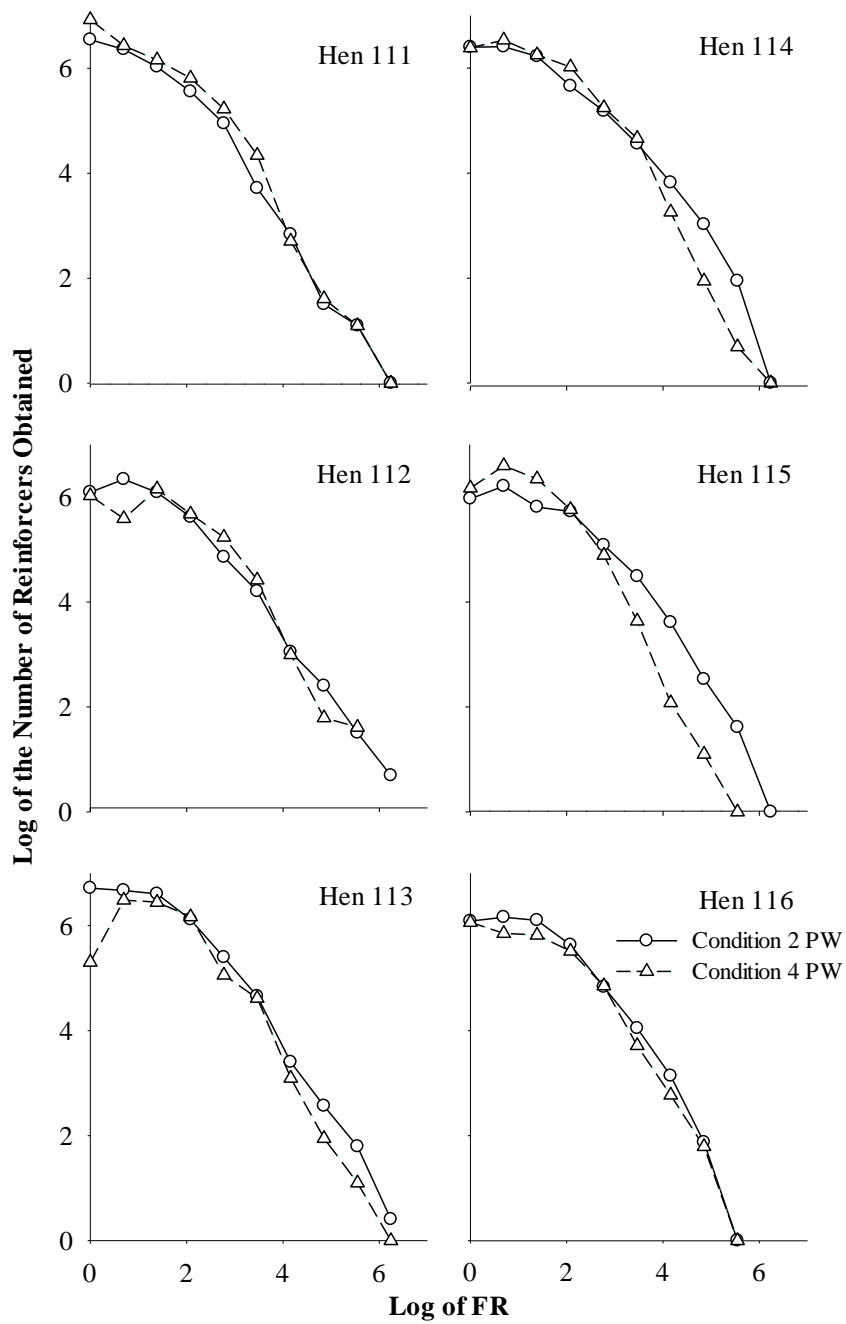 Hen 111
Hen 114
6
4
2
0
Hen 112
Hen 115
6
4
2
0
Hen 113
Hen 116
Condition 2 PW
Condition 4 PW
6
4
2
0
0 2 4 6
0 2 4 6
Log of the Number of Reinforcers Obtained
Log of FR